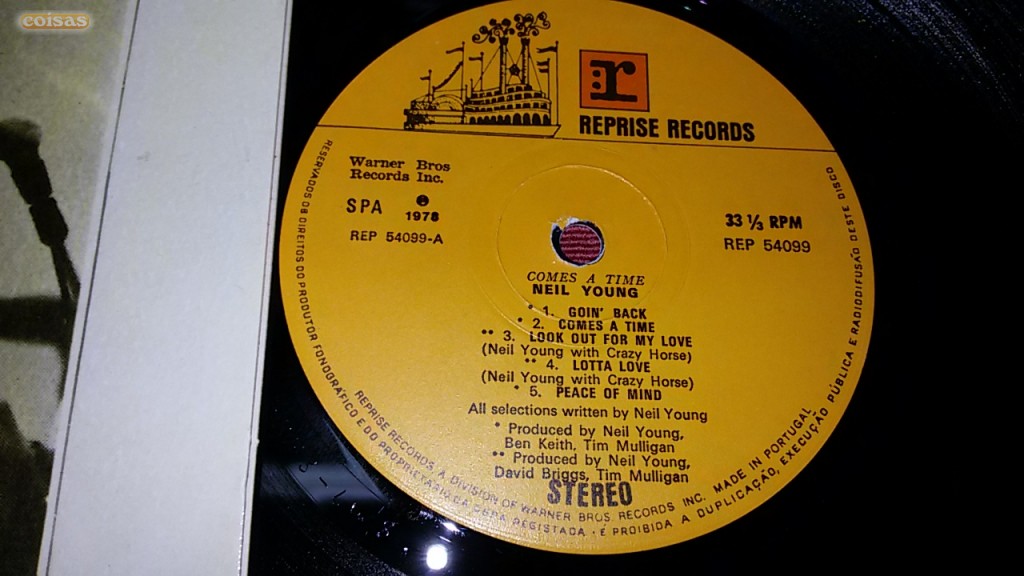 coisas
r
REPRISE RECORDS
Warner Bros
Records Inc.
SPA ℗ 1978
REP 54099-A
33 ⅓ RPM
REP 54099
COMES A TIME
NEIL YOUNG
* 1. GOIN' BACK
* 2. COMES A TIME
** 3. LOOK OUT FOR MY LOVE
(Neil Young with Crazy Horse)
** 4. LOTTA LOVE
(Neil Young with Crazy Horse)
* 5. PEACE OF MIND
All selections written by Neil Young
* Produced by Neil Young,
Ben Keith, Tim Mulligan
** Produced by Neil Young,
David Briggs, Tim Mulligan
STEREO
REPRISE RECORDS, A DIVISION OF WARNER BROS. RECORDS INC. MADE IN PORTUGAL,
RESERVADOS OS DIREITOS DO PRODUTOR FONOGRÁFICO E DO PROPRIETÁRIO DA OBRA REGISTADA - É PROIBIDA A DUPLICAÇÃO, EXECUÇÃO PÚBLICA E RADIODIFUSÃO DESTE DISCO